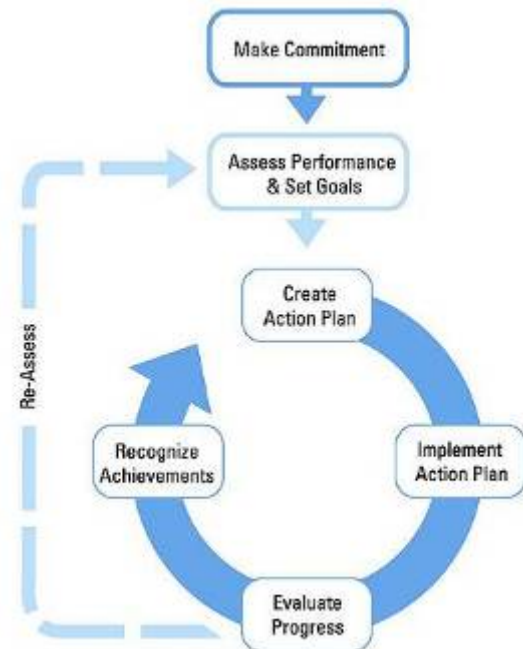 Make Commitment
Assess Performance
& Set Goals
Create
Action Plan
Re-Assess
Recognize
Achievements
Implement
Action Plan
Evaluate
Progress